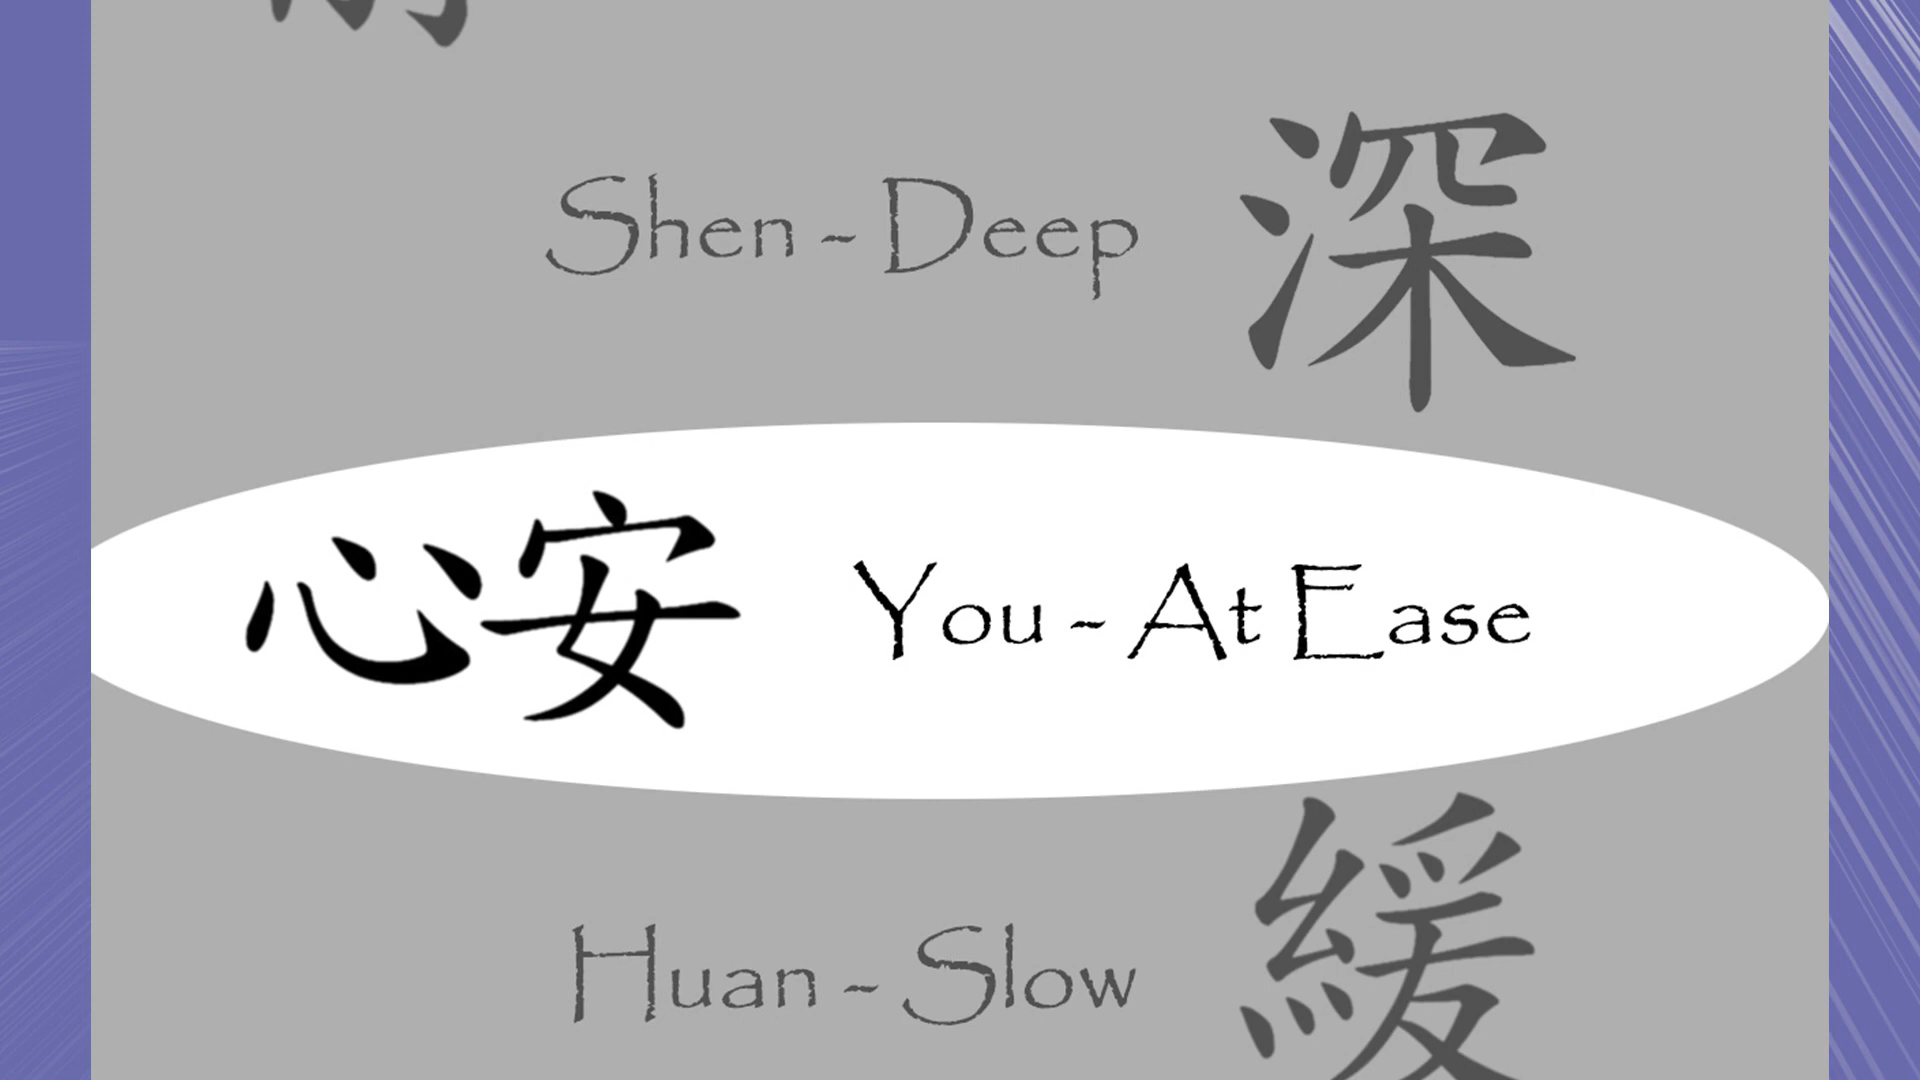 Shen - Deep 深
心安 You - At Ease
Huan - Slow 緩